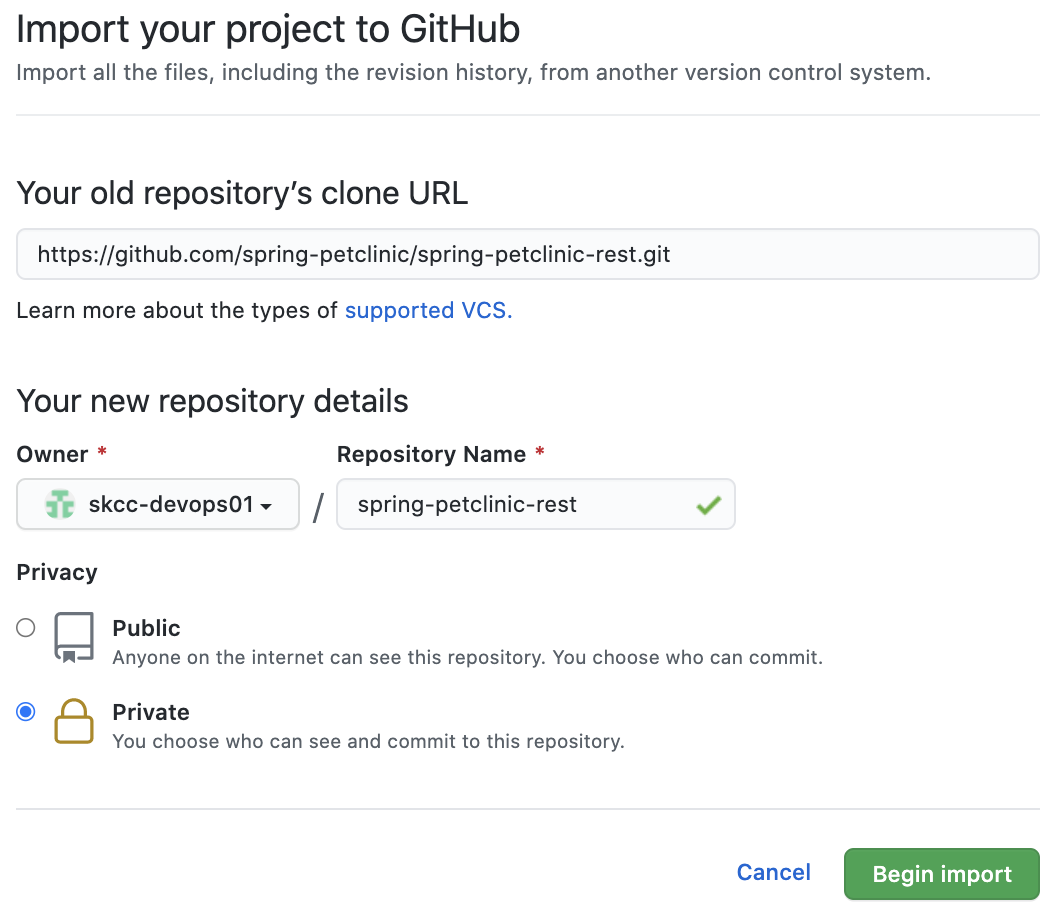 Import your project to GitHub
Import all the files, including the revision history, from another version control system.
Your old repository’s clone URL
https://github.com/spring-petclinic/spring-petclinic-rest.git
Learn more about the types of supported VCS.
Your new repository details
Owner * Repository Name *
skcc-devops01 / spring-petclinic-rest
Privacy
Public
Anyone on the internet can see this repository. You choose who can commit.
Private
You choose who can see and commit to this repository.
Cancel Begin import